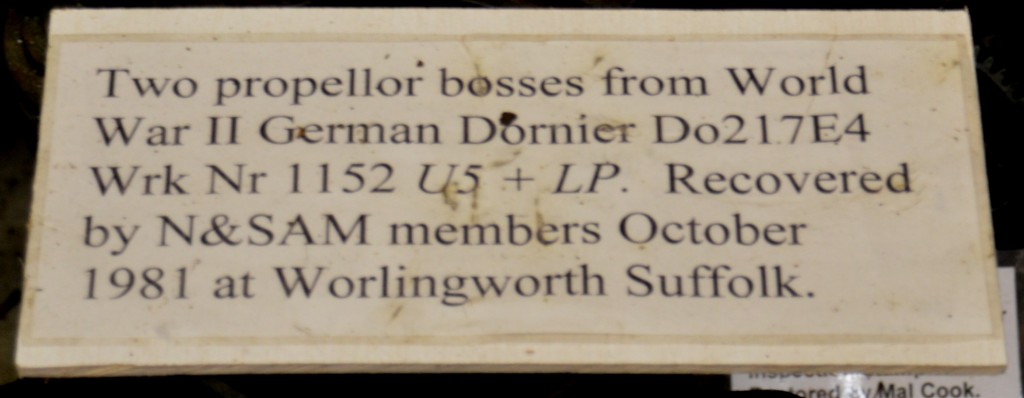 Two propellor bosses from World
War II German Dornier Do217E4
Wrk Nr 1152 U5 + LP. Recovered
by N&SAM members October
1981 at Worlingworth Suffolk.
by Mal Cook.